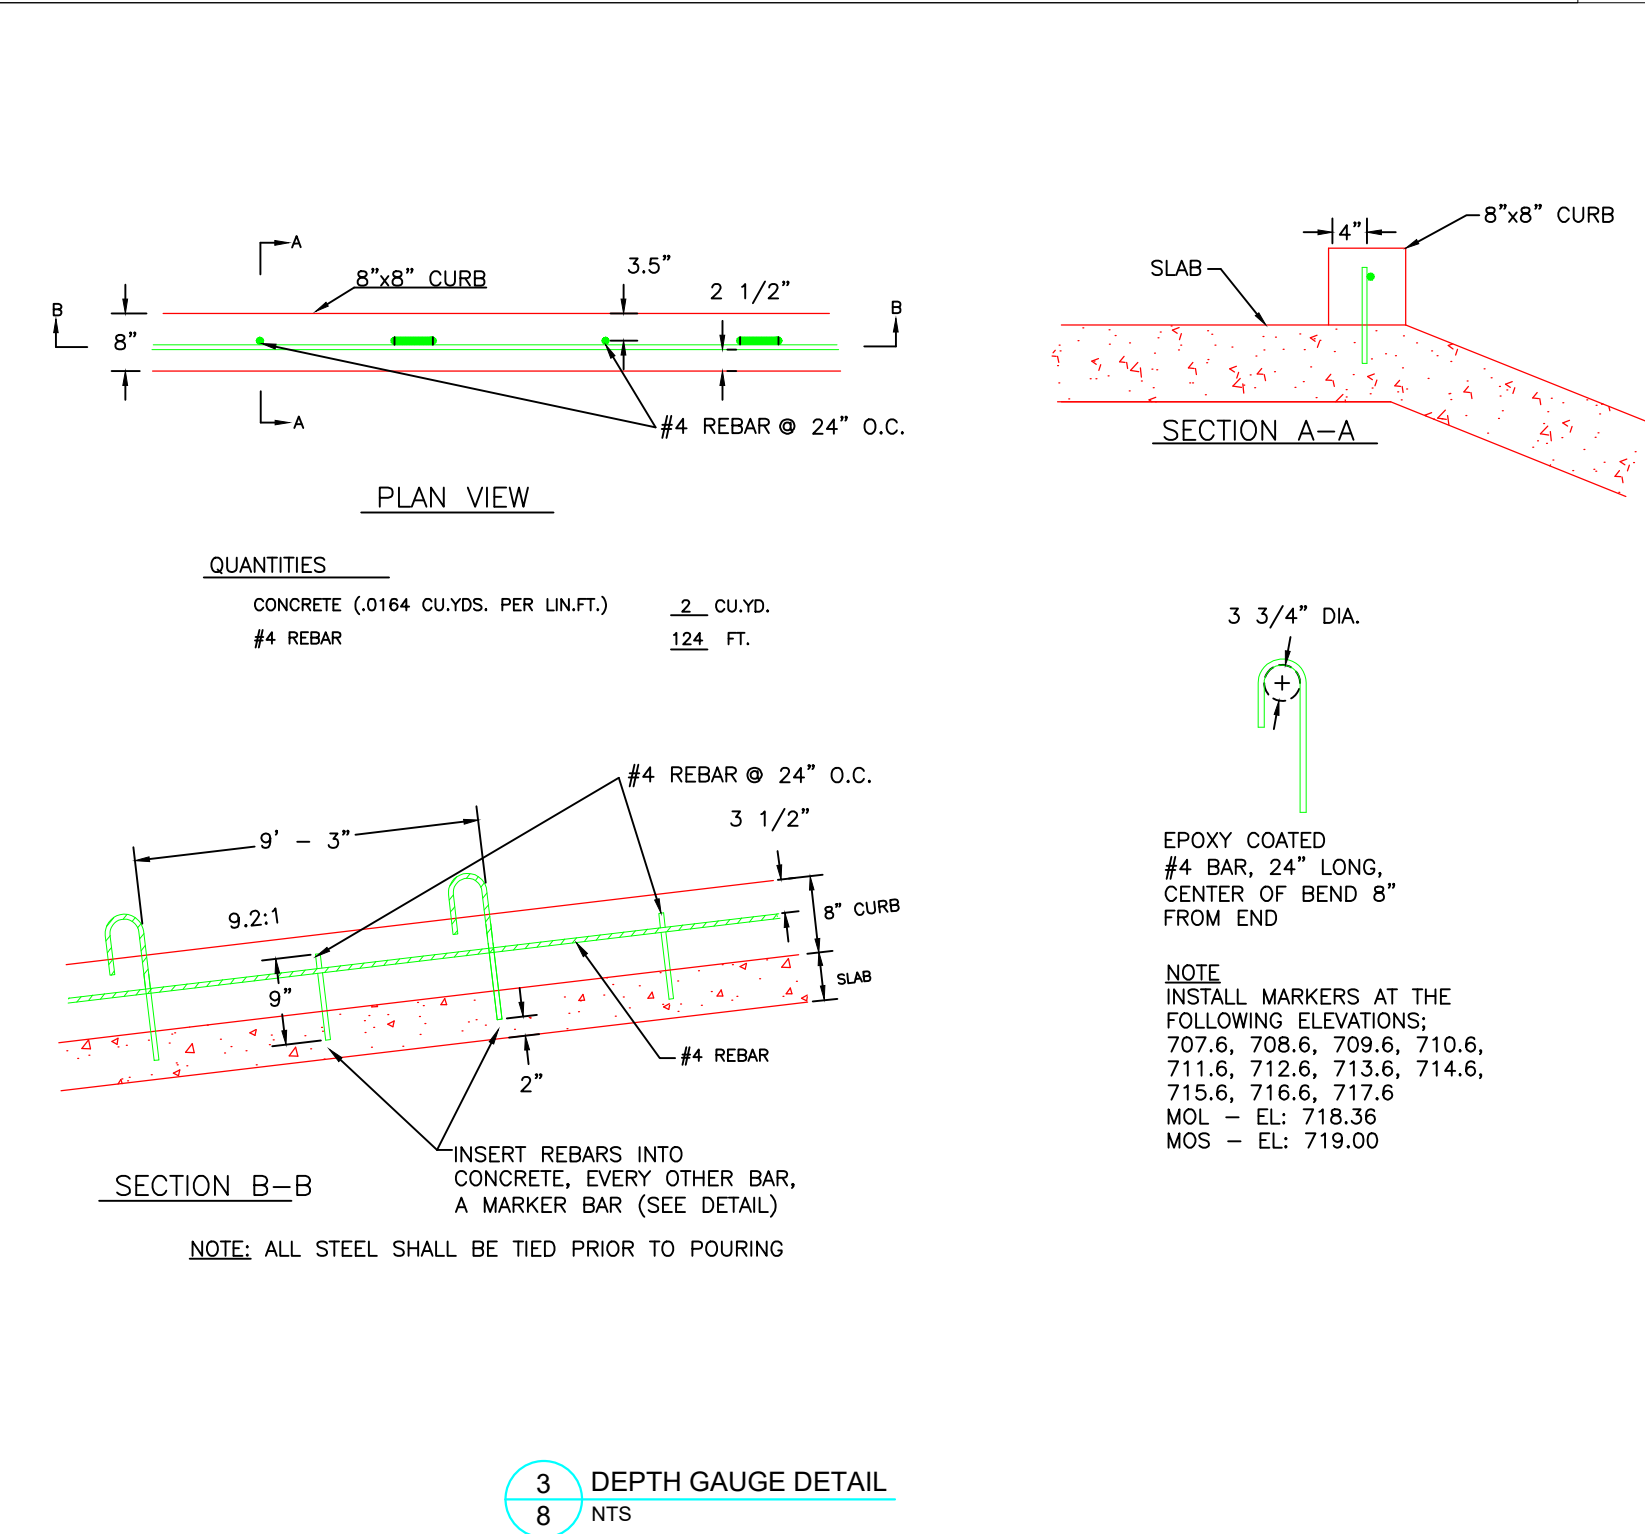 A
8”x8” CURB
3.5”
2 1/2”
B
B
8”
A
#4 REBAR @ 24” O.C.
PLAN VIEW
4”
8”x8” CURB
SLAB
SECTION A-A
QUANTITIES
CONCRETE (.0164 CU.YDS. PER LIN.FT.) 2 CU.YD.
#4 REBAR 124 FT.
3 3/4” DIA.
EPOXY COATED
#4 BAR, 24” LONG,
CENTER OF BEND 8”
FROM END
NOTE
INSTALL MARKERS AT THE
FOLLOWING ELEVATIONS;
707.6, 708.6, 709.6, 710.6,
711.6, 712.6, 713.6, 714.6,
715.6, 716.6, 717.6
MOL - EL: 718.36
MOS - EL: 719.00
#4 REBAR @ 24” O.C.
3 1/2”
9’ - 3”
9.2:1
8” CURB
SLAB
9”
#4 REBAR
2”
INSERT REBARS INTO
CONCRETE, EVERY OTHER BAR,
A MARKER BAR (SEE DETAIL)
SECTION B-B
NOTE: ALL STEEL SHALL BE TIED PRIOR TO POURING
3
8
DEPTH GAUGE DETAIL
NTS